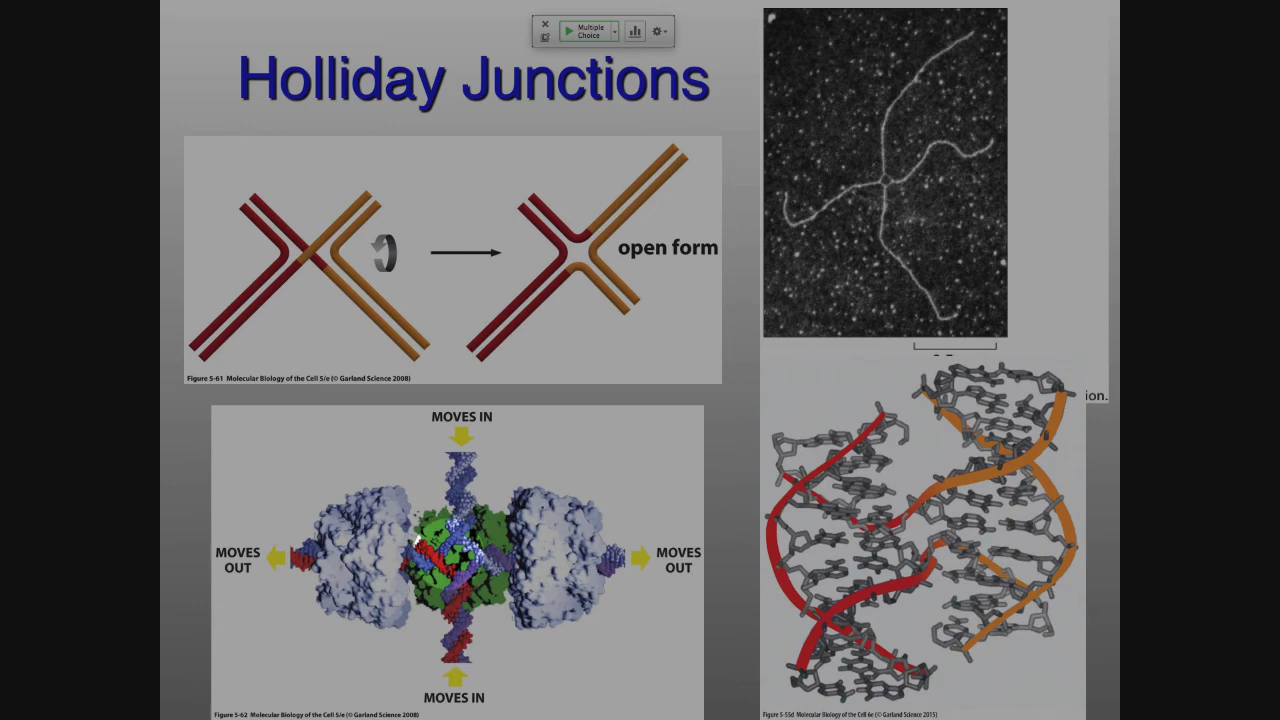 Multiple
Choice
Holliday Junctions
open form
Figure 5-61 Molecular Biology of the Cell 5/e (© Garland Science 2008)
ion.
MOVES IN
MOVES
OUT
MOVES
OUT
MOVES IN
Figure 5-62 Molecular Biology of the Cell 5/e (© Garland Science 2008)
Figure 5-55d Molecular Biology of the Cell 6e (© Garland Science 2015)